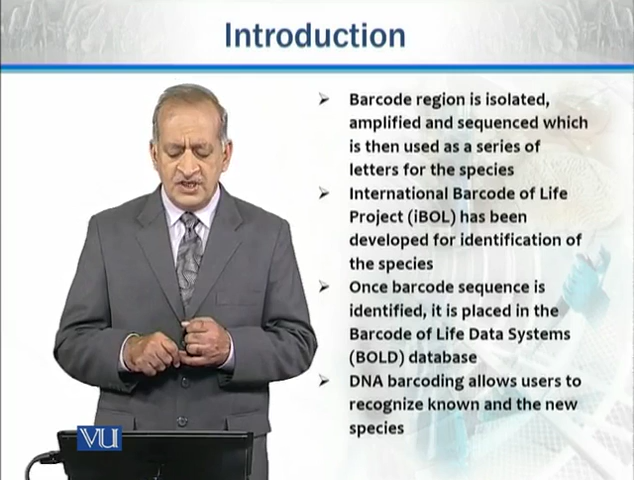 Introduction
➢ Barcode region is isolated,
amplified and sequenced which
is then used as a series of
letters for the species
➢ International Barcode of Life
Project (iBOL) has been
developed for identification of
the species
➢ Once barcode sequence is
identified, it is placed in the
Barcode of Life Data Systems
(BOLD) database
➢ DNA barcoding allows users to
recognize known and the new
species
VU